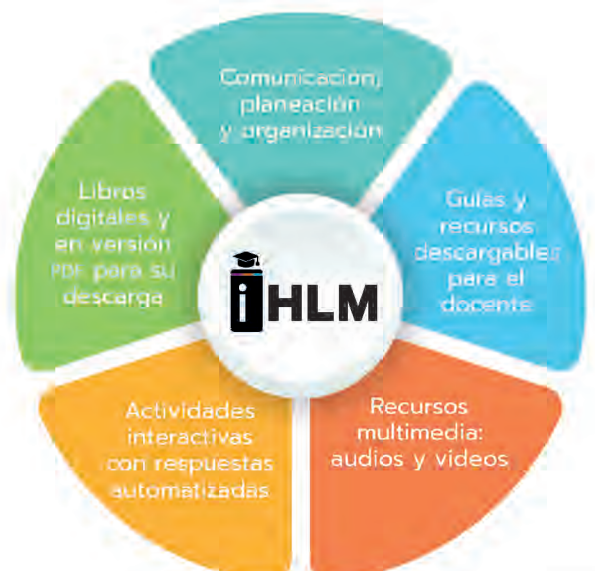 Comunicación,
planeación
y organización
Guías y
recursos
descargables
para el
docente
Recursos
multimedia:
audios y videos
Actividades
interactivas
con respuestas
automatizadas
Libros
digitales y
en versión
PDF para su
descarga
iHLM